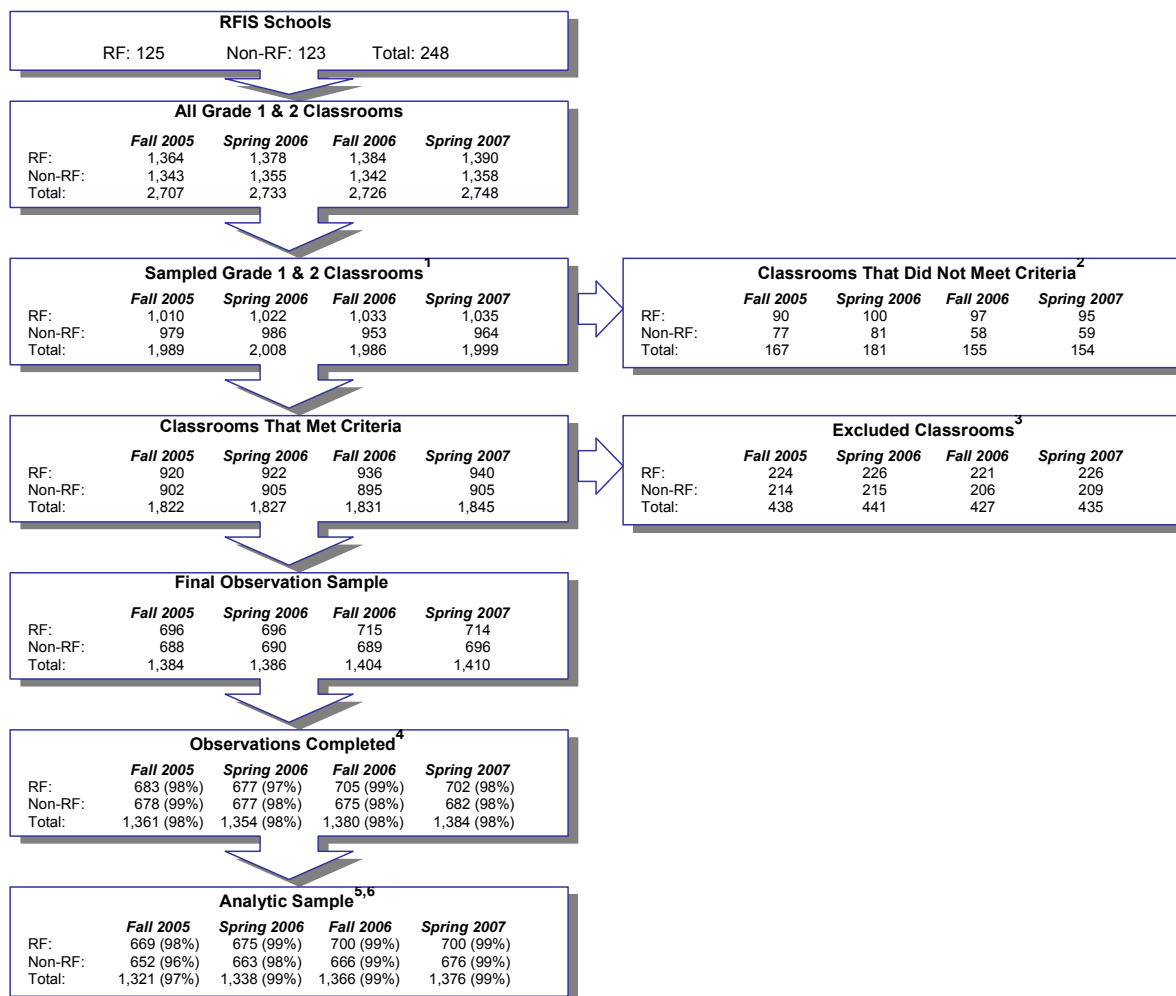 RFIS Schools
RF: 125 Non-RF: 123 Total: 248
All Grade 1 & 2 Classrooms
Fall 2005 Spring 2006 Fall 2006 Spring 2007
RF: 1,364 1,378 1,384 1,390
Non-RF: 1,343 1,355 1,342 1,358
Total: 2,707 2,733 2,726 2,748
Sampled Grade 1 & 2 Classrooms1
Fall 2005 Spring 2006 Fall 2006 Spring 2007
RF: 1,010 1,022 1,033 1,035
Non-RF: 979 986 953 964
Total: 1,989 2,008 1,986 1,999
Classrooms That Did Not Meet Criteria2
Fall 2005 Spring 2006 Fall 2006 Spring 2007
RF: 90 100 97 95
Non-RF: 77 81 58 59
Total: 167 181 155 154
Classrooms That Met Criteria
Fall 2005 Spring 2006 Fall 2006 Spring 2007
RF: 920 922 936 940
Non-RF: 902 905 895 905
Total: 1,822 1,827 1,831 1,845
Excluded Classrooms3
Fall 2005 Spring 2006 Fall 2006 Spring 2007
RF: 224 226 221 226
Non-RF: 214 215 206 209
Total: 438 441 427 435
Final Observation Sample
Fall 2005 Spring 2006 Fall 2006 Spring 2007
RF: 696 696 715 714
Non-RF: 688 690 689 696
Total: 1,384 1,386 1,404 1,410
Observations Completed4
Fall 2005 Spring 2006 Fall 2006 Spring 2007
RF: 683 (98%) 677 (97%) 705 (99%) 702 (98%)
Non-RF: 678 (99%) 677 (98%) 675 (98%) 682 (98%)
Total: 1,361 (98%) 1,354 (98%) 1,380 (98%) 1,384 (98%)
Analytic Sample5,6
Fall 2005 Spring 2006 Fall 2006 Spring 2007
RF: 669 (98%) 675 (99%) 700 (99%) 700 (99%)
Non-RF: 652 (96%) 663 (98%) 666 (99%) 676 (99%)
Total: 1,321 (97%) 1,338 (99%) 1,366 (99%) 1,376 (99%)